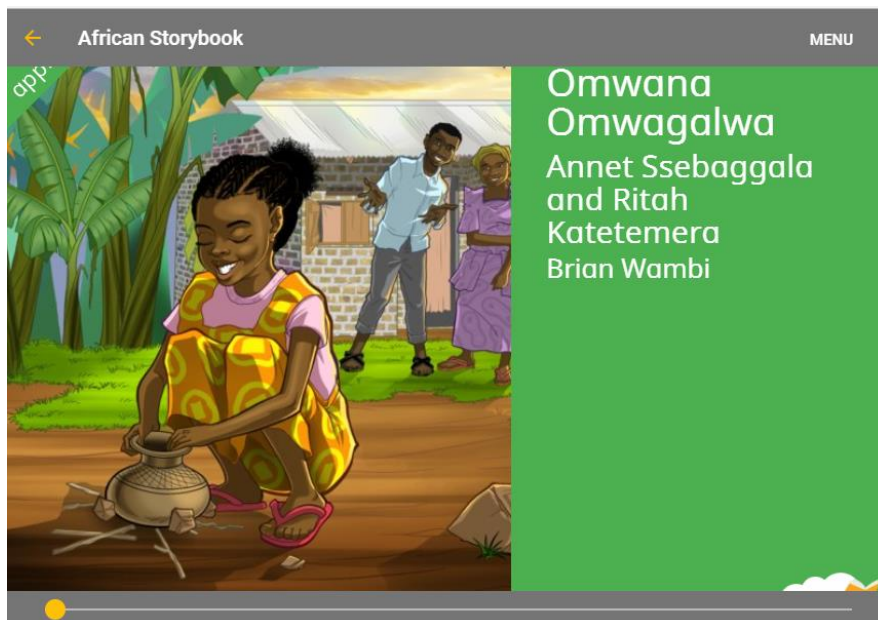 African Storybook
MENU
Omwana
Omwagalwa
Annet Ssebaggala
and Ritah
Katetemera
Brian Wambi